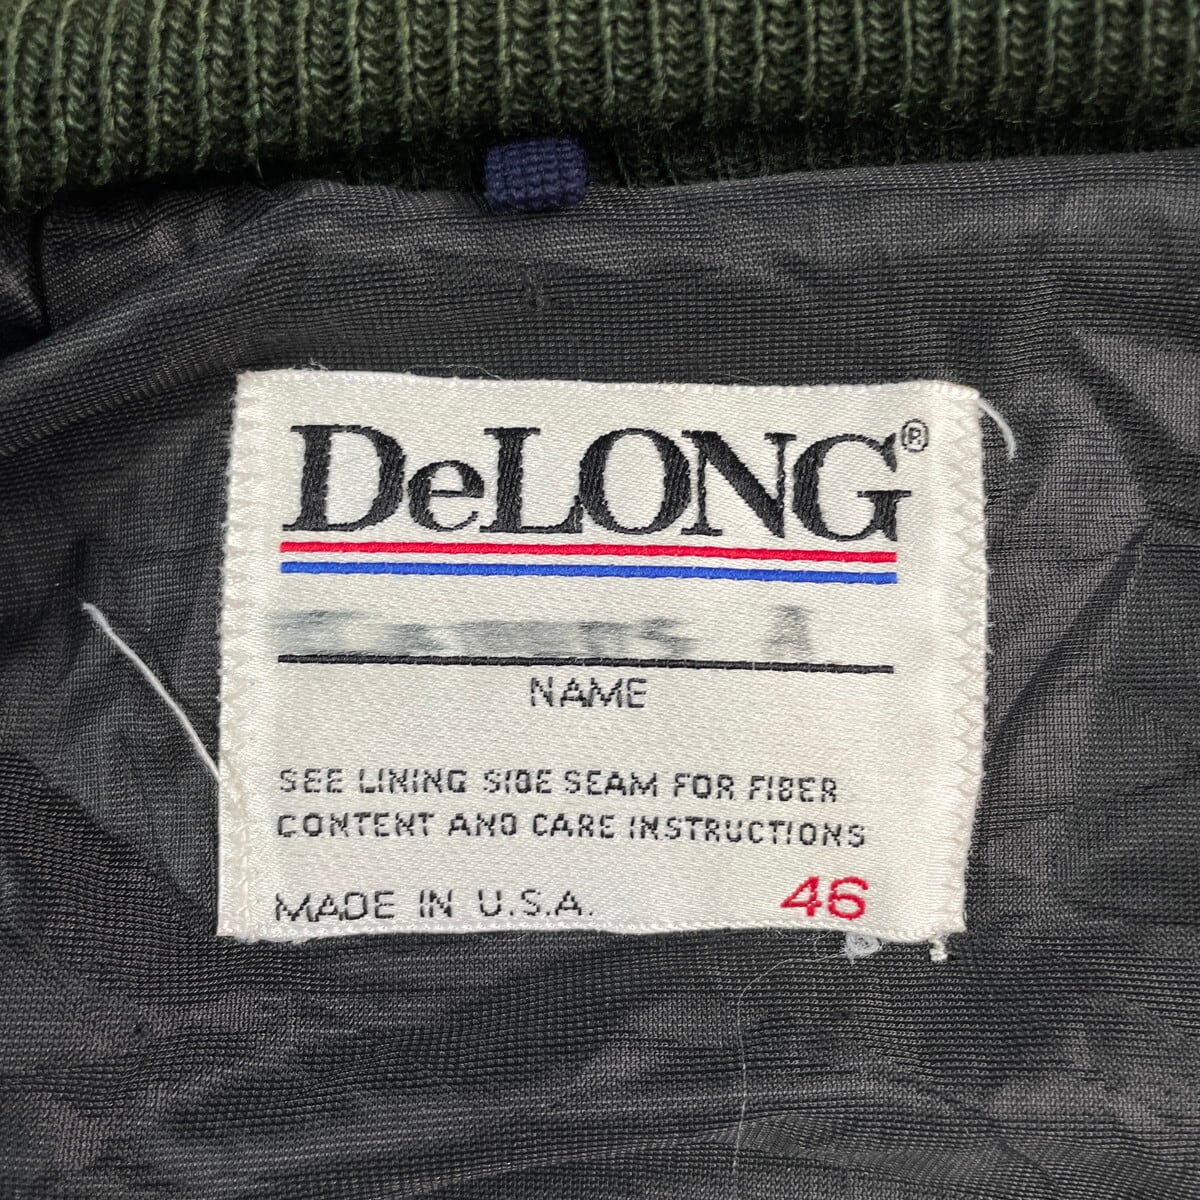 DeLONG®
NAME
SEE LINING SIDE SEAM FOR FIBER
CONTENT AND CARE INSTRUCTIONS
MADE IN U.S.A. 46